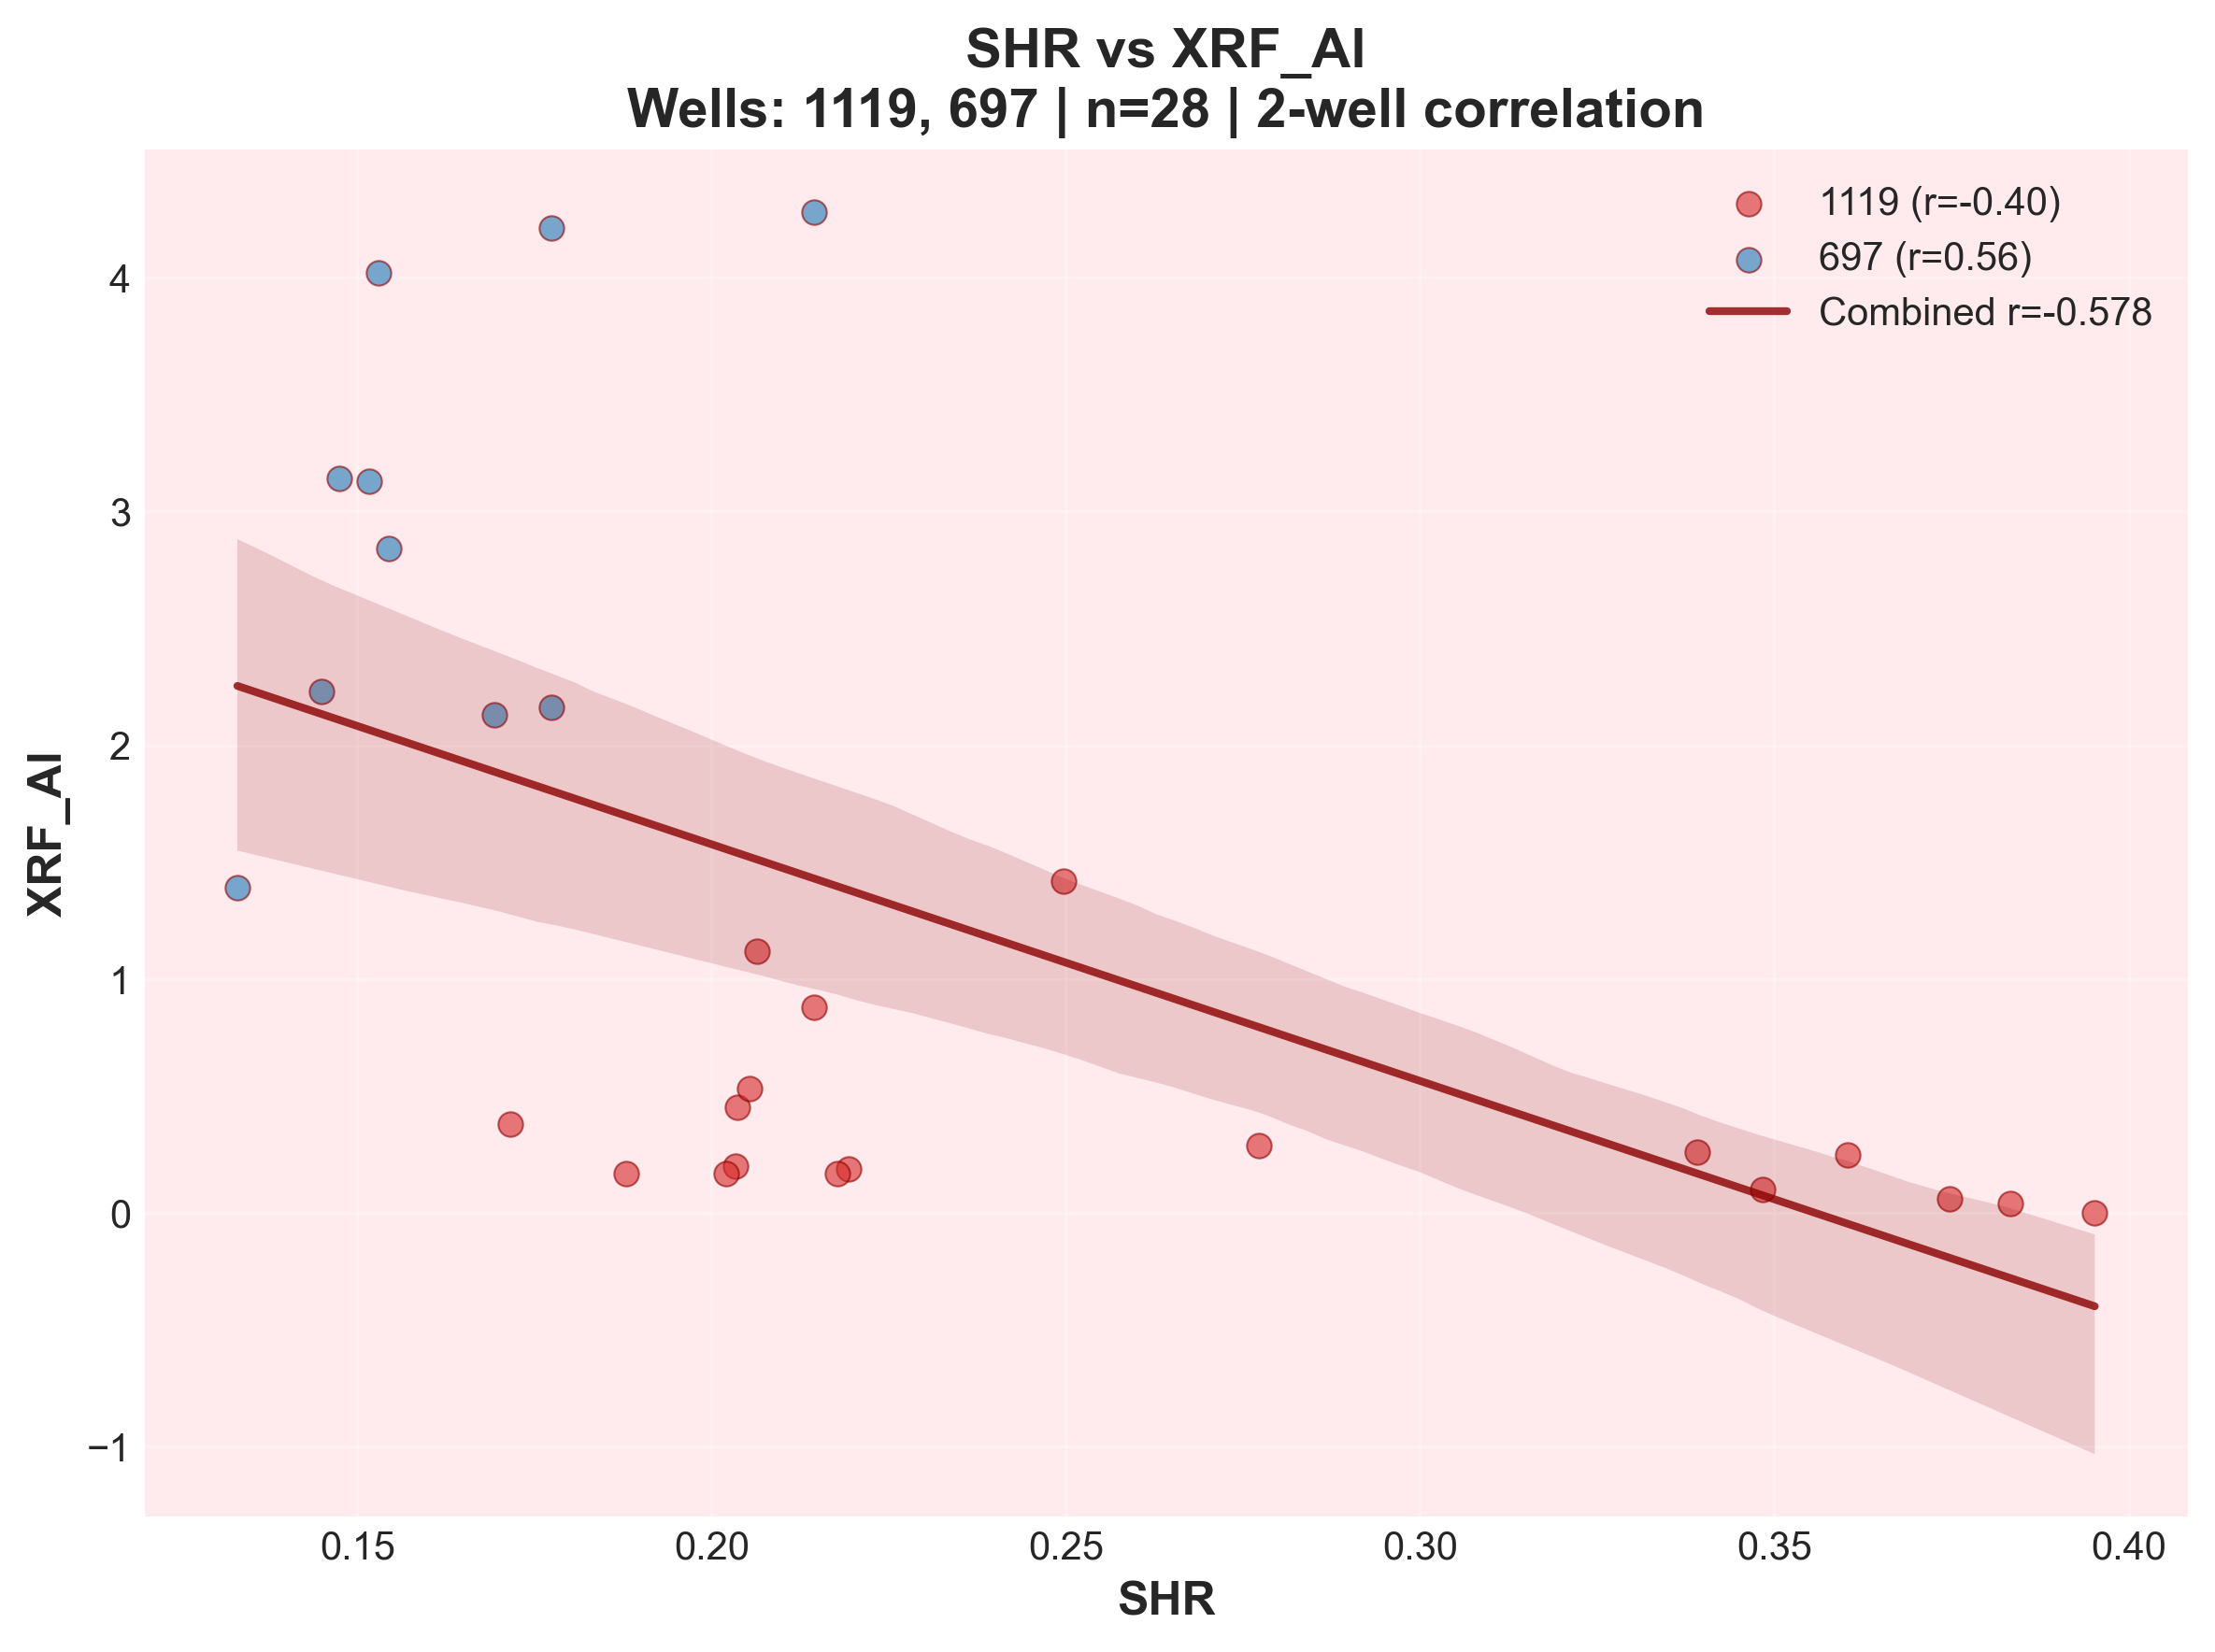 SHR vs XRF_Al
Wells: 1119, 697 | n=28 | 2-well correlation
1119 (r=-0.40)
697 (r=0.56)
Combined r=-0.578
XRF_Al
4
3
2
1
0
−1
0.15
0.20
0.25
0.30
0.35
0.40
SHR